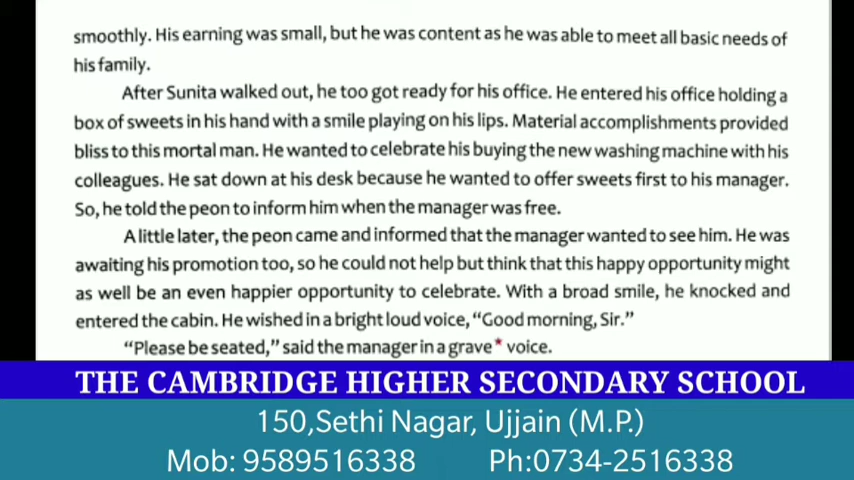 smoothly. His earning was small, but he was content as he was able to meet all basic needs of
his family.
After Sunita walked out, he too got ready for his office. He entered his office holding a
box of sweets in his hand with a smile playing on his lips. Material accomplishments provided
bliss to this mortal man. He wanted to celebrate his buying the new washing machine with his
colleagues. He sat down at his desk because he wanted to offer sweets first to his manager.
So, he told the peon to inform him when the manager was free.
A little later, the peon came and informed that the manager wanted to see him. He was
awaiting his promotion too, so he could not help but think that this happy opportunity might
as well be an even happier opportunity to celebrate. With a broad smile, he knocked and
entered the cabin. He wished in a bright loud voice, “Good morning, Sir.”
“Please be seated,” said the manager in a grave* voice.
THE CAMBRIDGE HIGHER SECONDARY SCHOOL
150,Sethi Nagar, Ujjain (M.P.)
Mob: 9589516338 Ph:0734-2516338